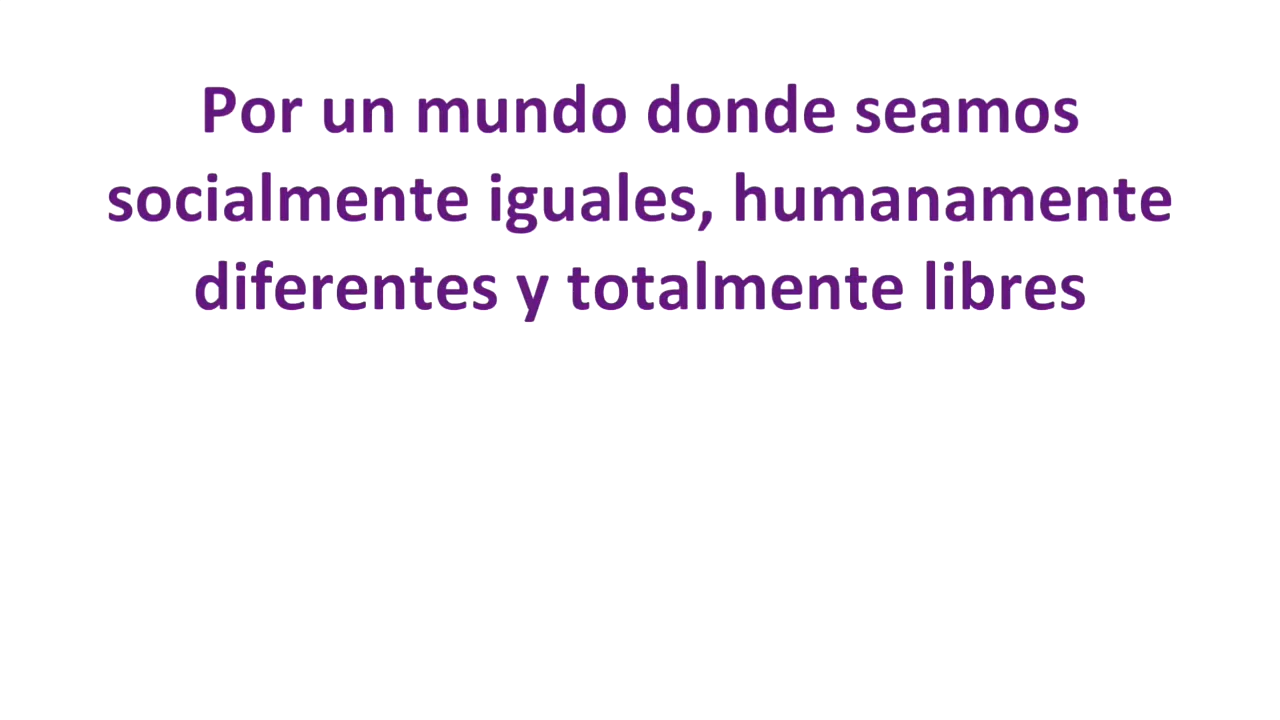 Por un mundo donde seamos
socialmente iguales, humanamente
diferentes y totalmente libres